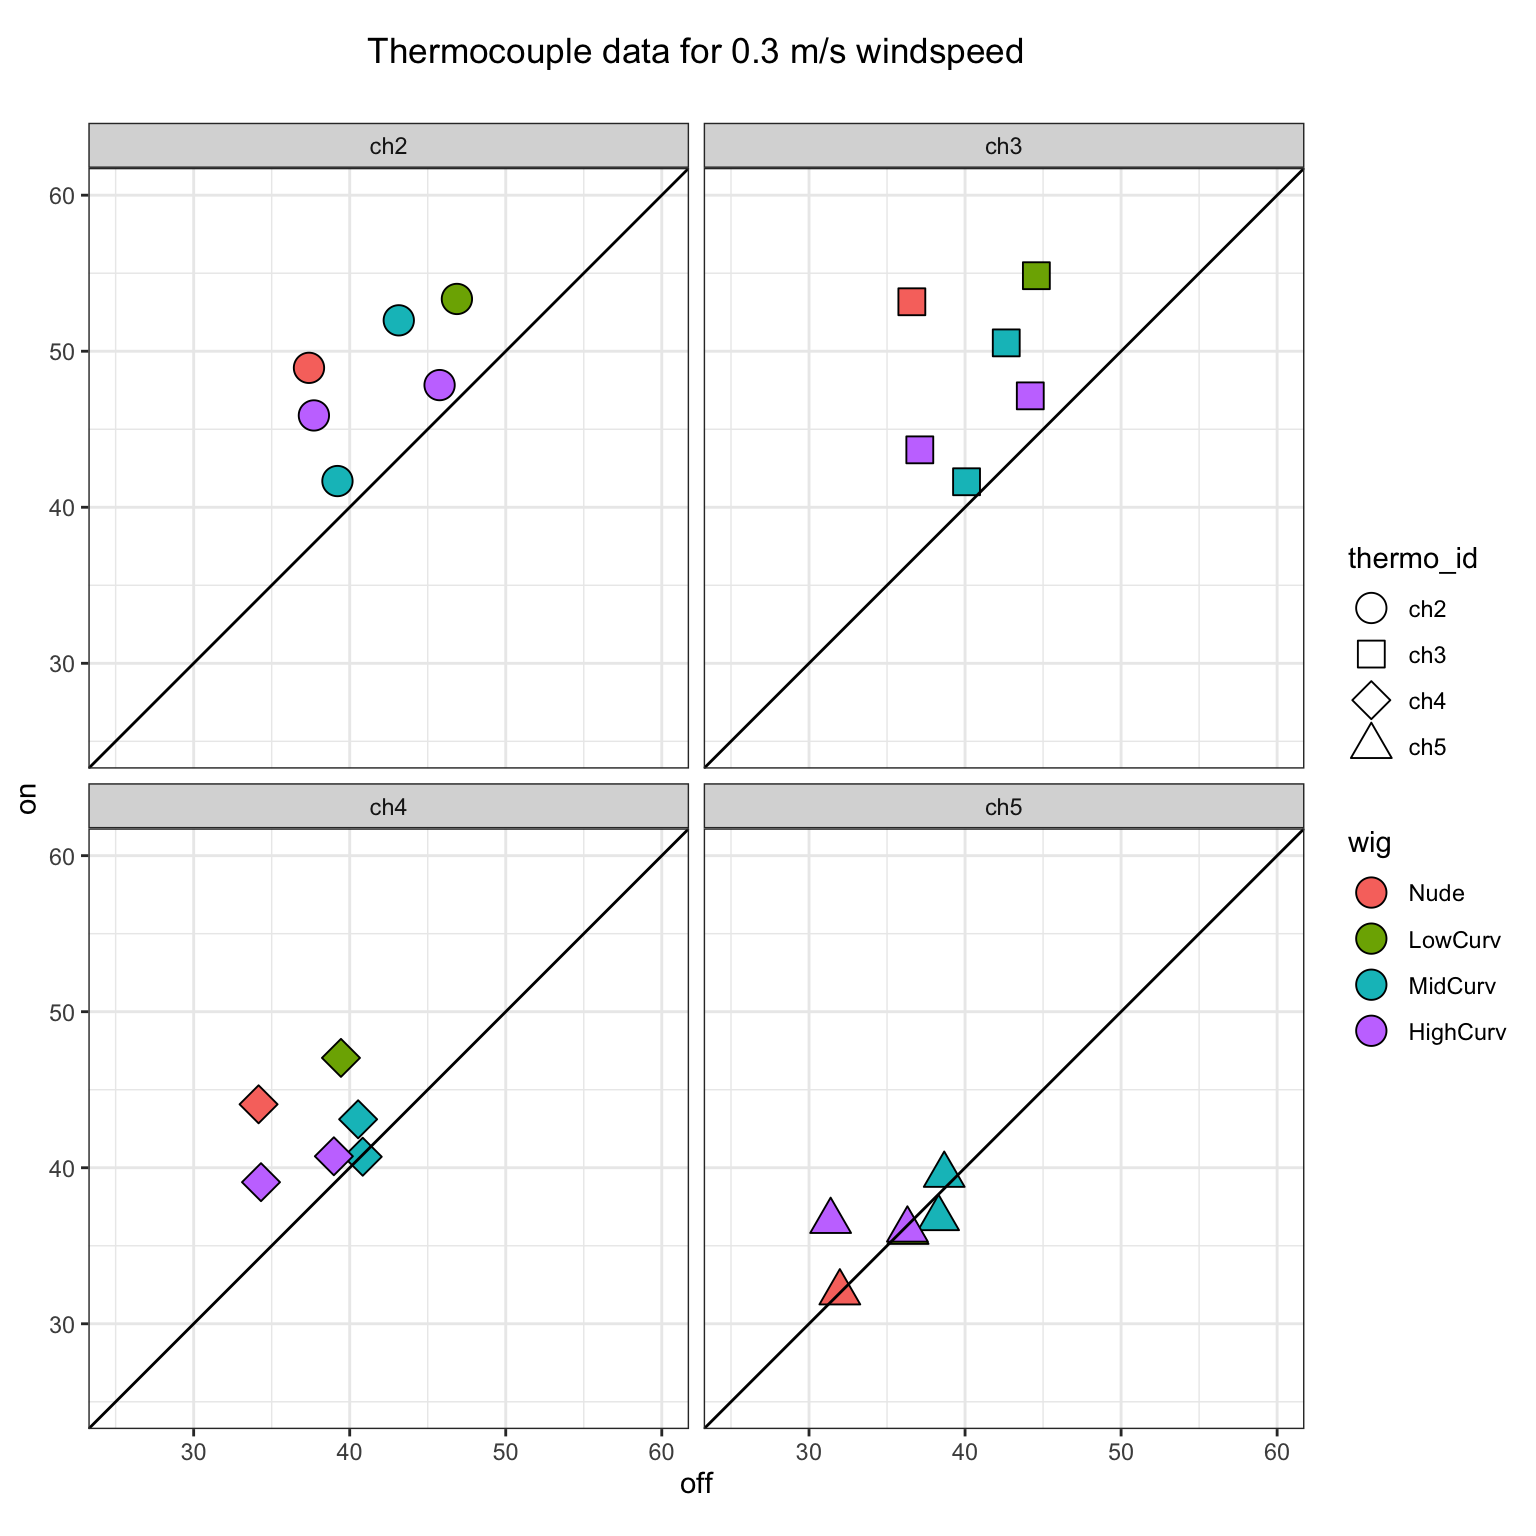 Thermocouple data for 0.3 m/s windspeed
ch2
ch3
60
50
40
30
ch4
ch5
60
50
40
30
30
40
50
60
30
40
50
60
on
off
thermo_id
ch2
ch3
ch4
ch5
wig
Nude
LowCurv
MidCurv
HighCurv